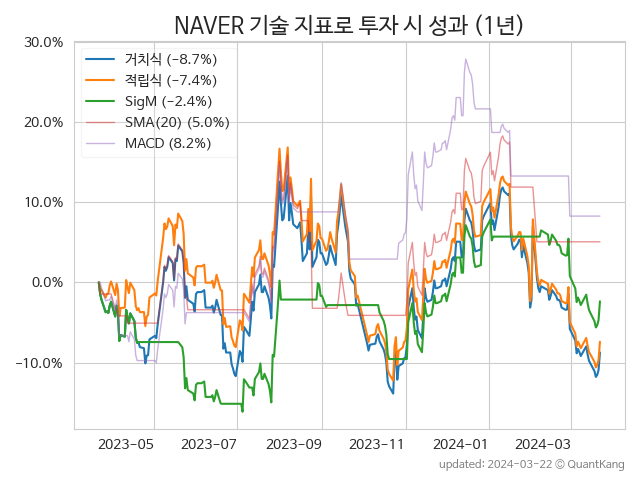 NAVER 기술 지표로 투자 시 성과 (1년)
30.0%
20.0%
10.0%
0.0%
−10.0%
거치식 (−8.7%)
적립식 (−7.4%)
SigM (−2.4%)
SMA(20) (5.0%)
MACD (8.2%)
2023-05
2023-07
2023-09
2023-11
2024-01
2024-03
updated: 2024-03-22 © QuantKang